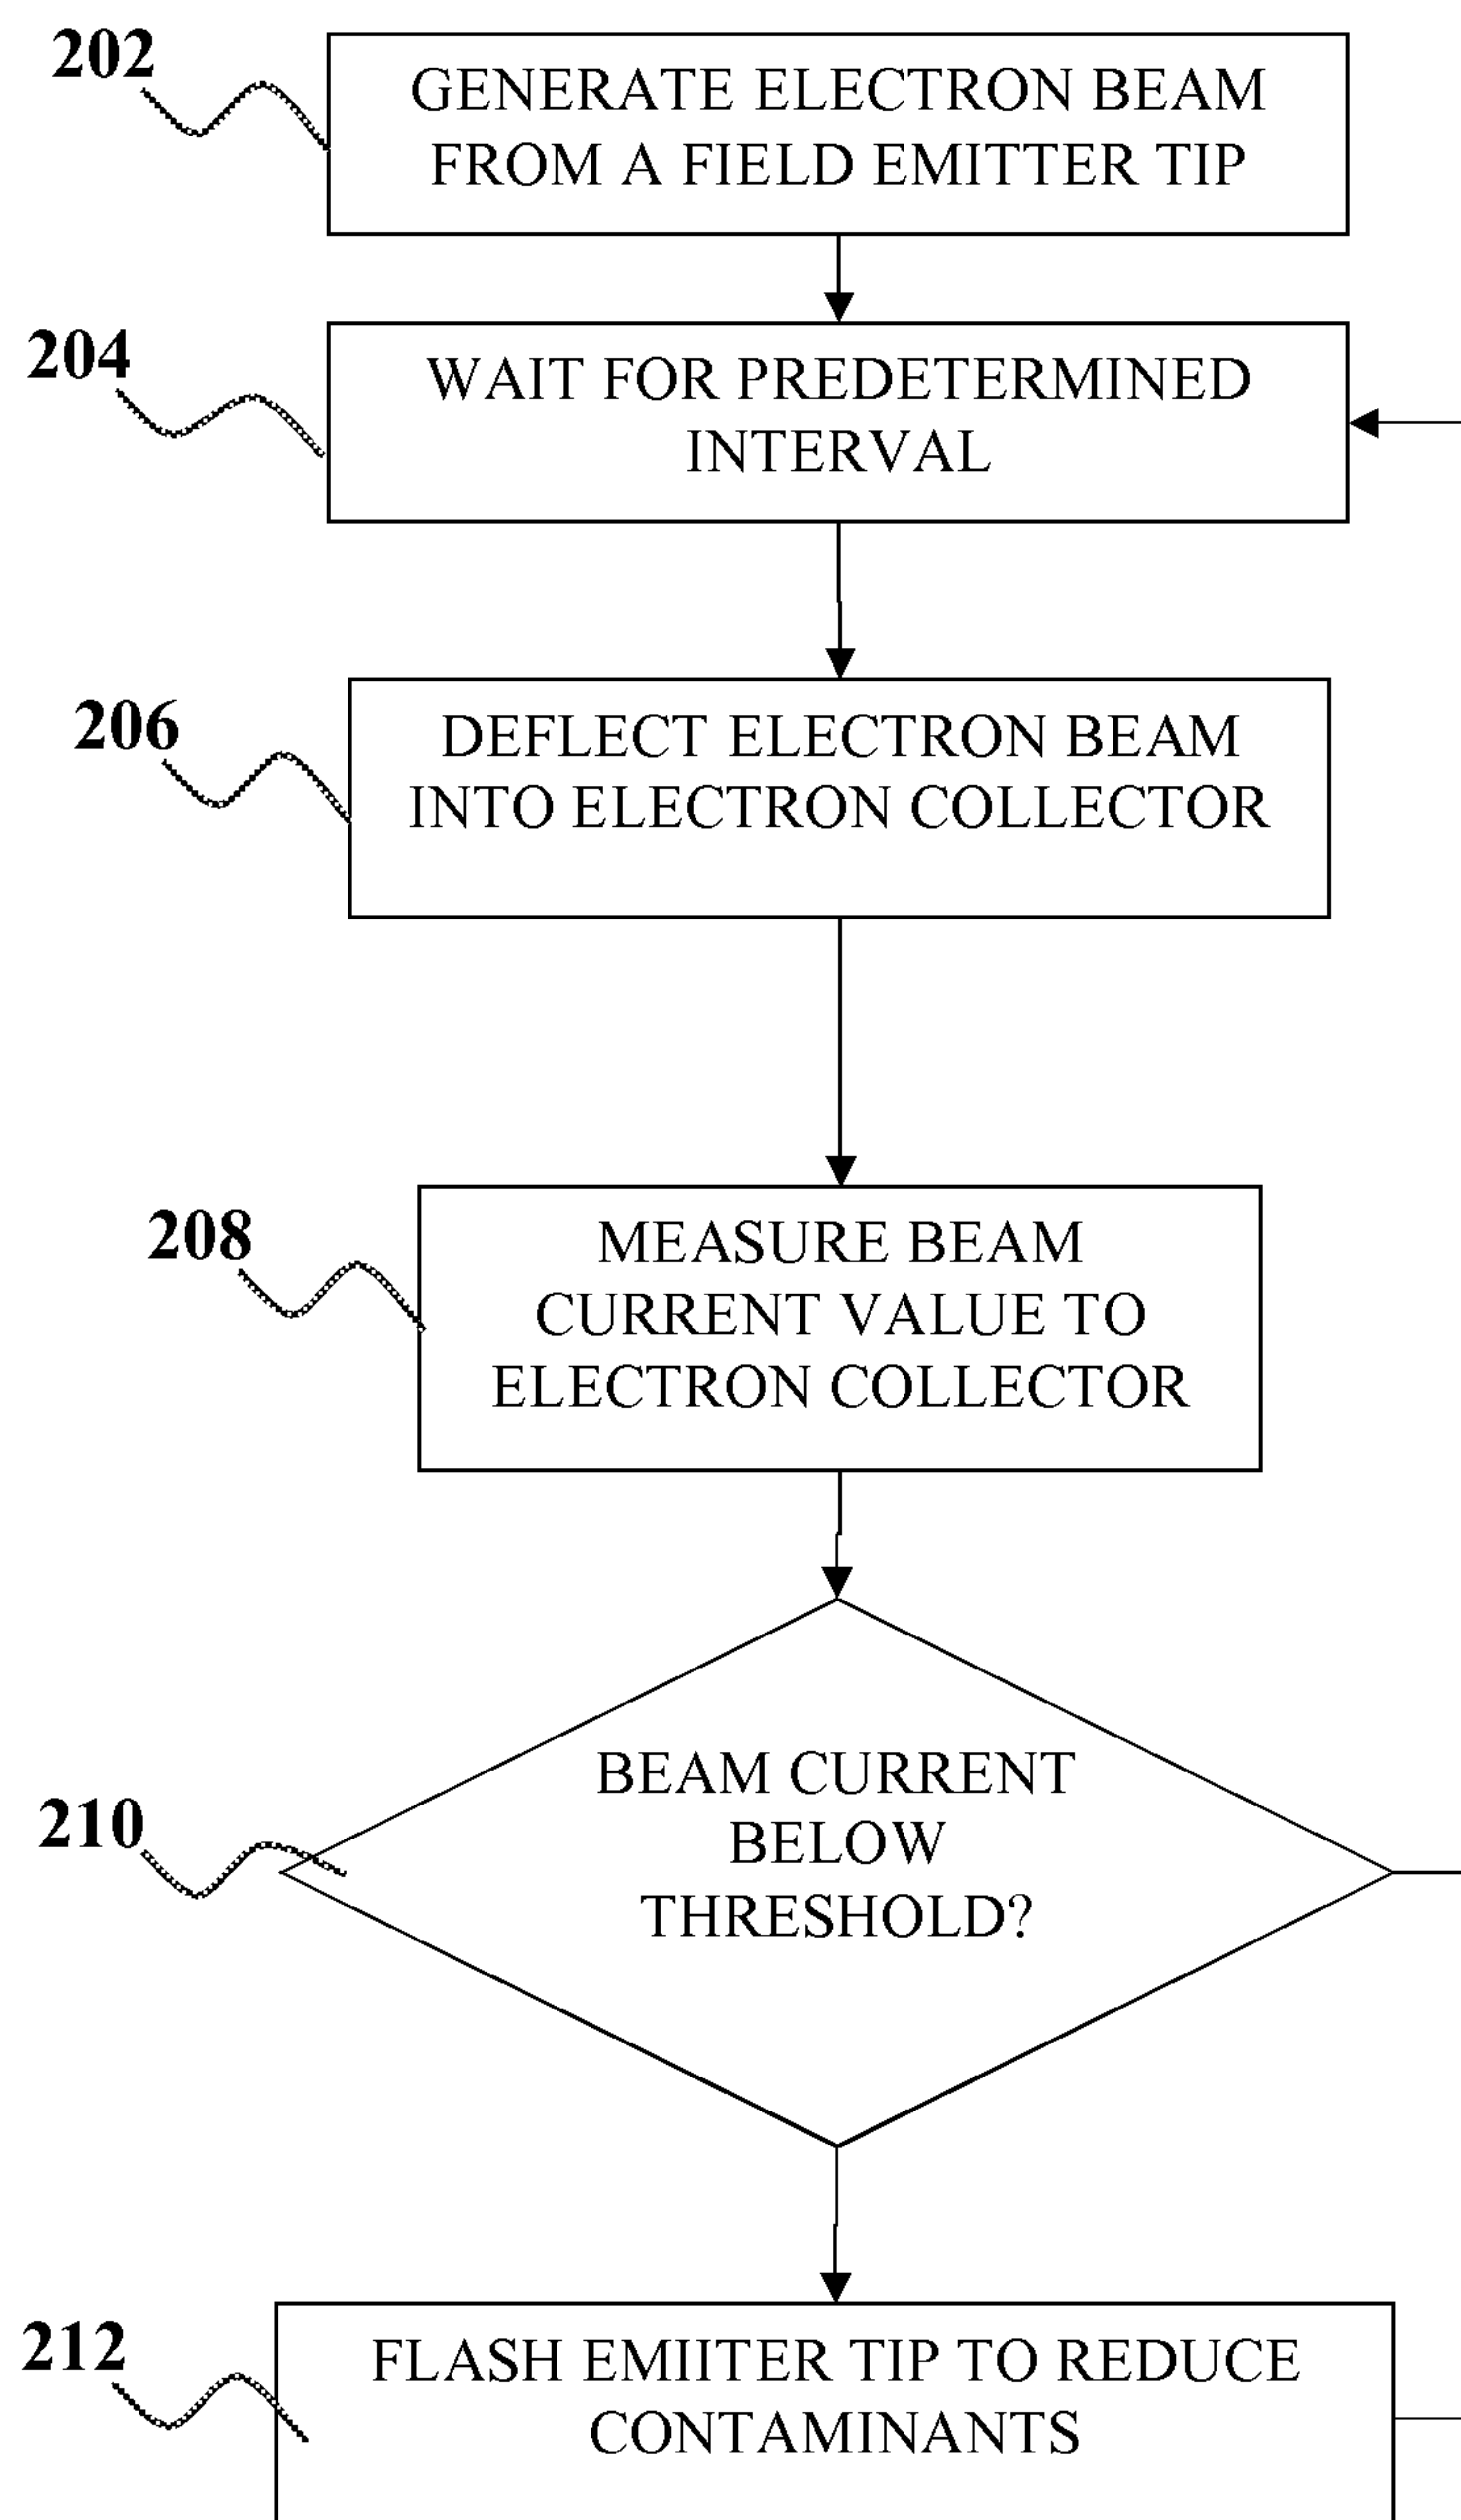 202
GENERATE ELECTRON BEAM
FROM A FIELD EMITTER TIP
204
WAIT FOR PREDETERMINED
INTERVAL
206
DEFLECT ELECTRON BEAM
INTO ELECTRON COLLECTOR
208
MEASURE BEAM
CURRENT VALUE TO
ELECTRON COLLECTOR
210
BEAM CURRENT
BELOW
THRESHOLD?
212
FLASH EMIITER TIP TO REDUCE
CONTAMINANTS